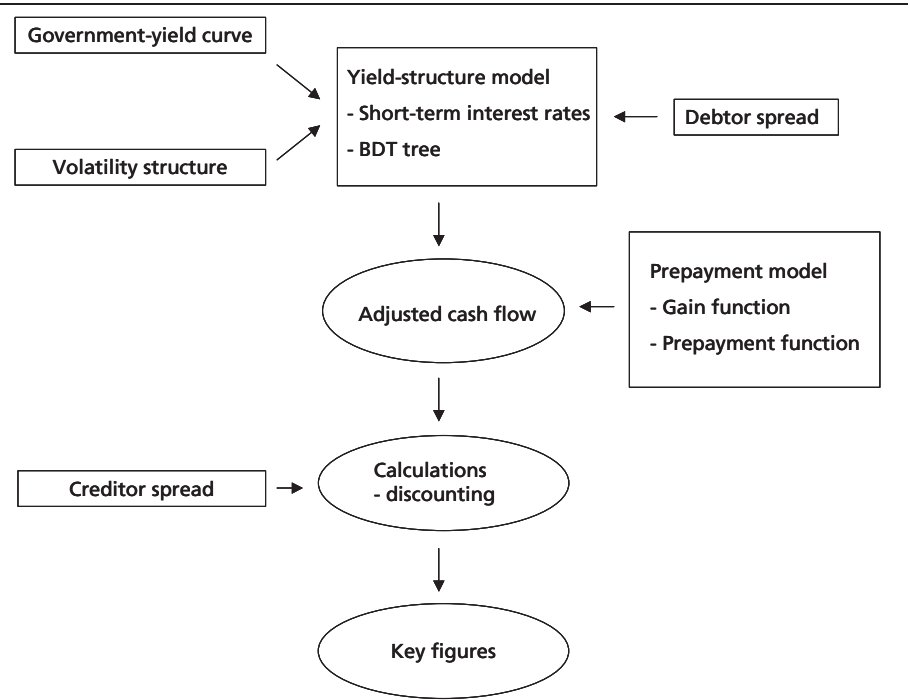 Government-yield curve
Volatility structure
Yield-structure model
- Short-term interest rates
- BDT tree
Debtor spread
Adjusted cash flow
Prepayment model
- Gain function
- Prepayment function
Creditor spread
Calculations
- discounting
Key figures